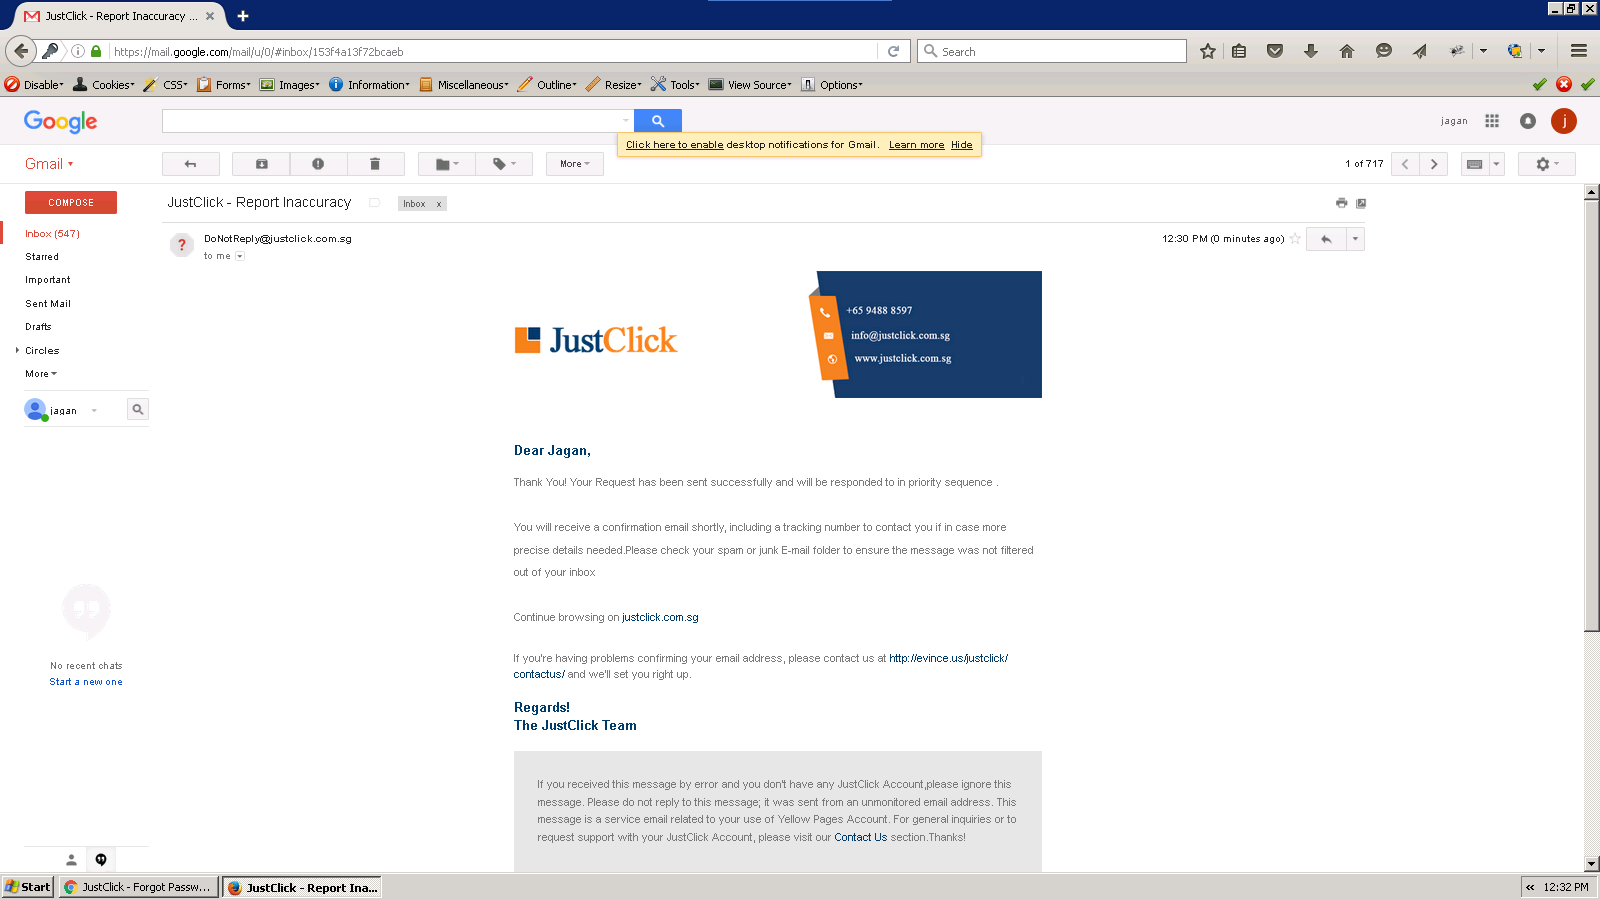 JustClick - Report Inaccuracy ...
https://mail.google.com/mail/u/0/#inbox/153f4a13f72bcaeb
Search
Disable Cookies CSS Forms Images Information Miscellaneous Outline Resize Tools View Source Options
Google
jagan
j
Click here to enable desktop notifications for Gmail. Learn more Hide
Gmail
More
1 of 717
COMPOSE
JustClick - Report Inaccuracy
Inbox x
Inbox (547)
DoNotReply@justclick.com.sg
12:30 PM (0 minutes ago)
to me
Starred
Important
Sent Mail
Drafts
Circles
More
jagan
+65 9488 8597
info@justclick.com.sg
www.justclick.com.sg
JustClick
Dear Jagan,
Thank You! Your Request has been sent successfully and will be responded to in priority sequence .
You will receive a confirmation email shortly, including a tracking number to contact you if in case more
precise details needed.Please check your spam or junk E-mail folder to ensure the message was not filtered
out of your inbox
Continue browsing on justclick.com.sg
If you're having problems confirming your email address, please contact us at http://evince.us/justclick/
contactus/ and we'll set you right up.
No recent chats
Start a new one
Regards!
The JustClick Team
If you received this message by error and you don't have any JustClick Account,please ignore this
message. Please do not reply to this message; it was sent from an unmonitored email address. This
message is a service email related to your use of Yellow Pages Account. For general inquiries or to
request support with your JustClick Account, please visit our Contact Us section.Thanks!
Start
JustClick - Forgot Passw...
JustClick - Report Ina...
12:32 PM